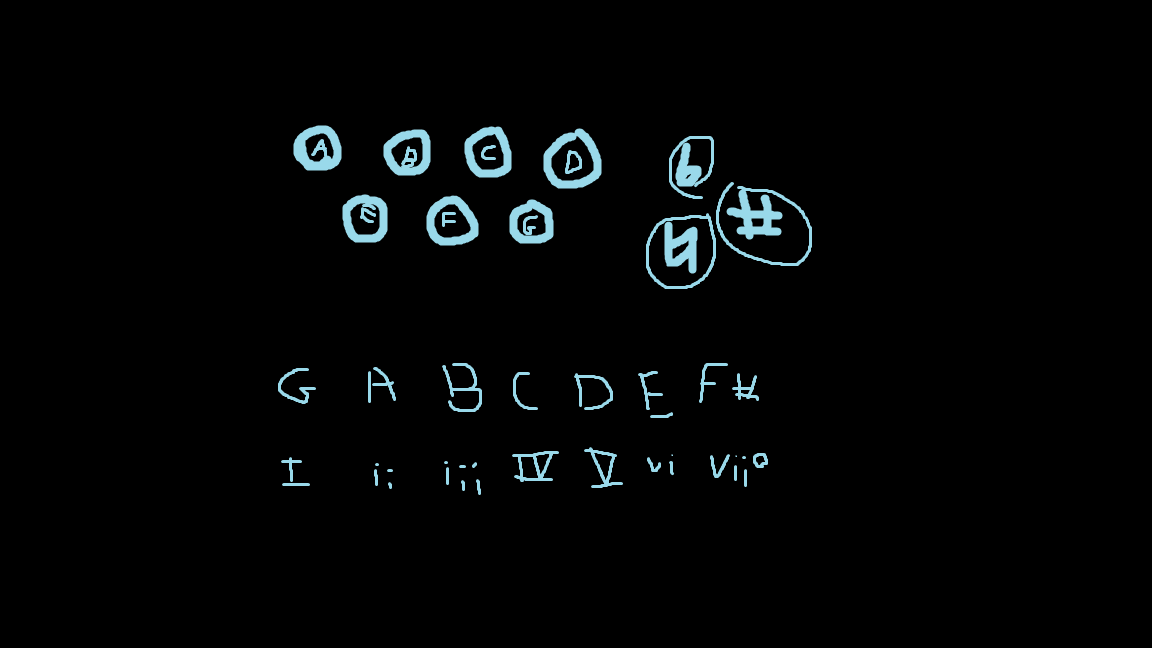 A B C D ♭
E F G ♮ #
G A B C D E F#
I ii iii IV V vi vii°